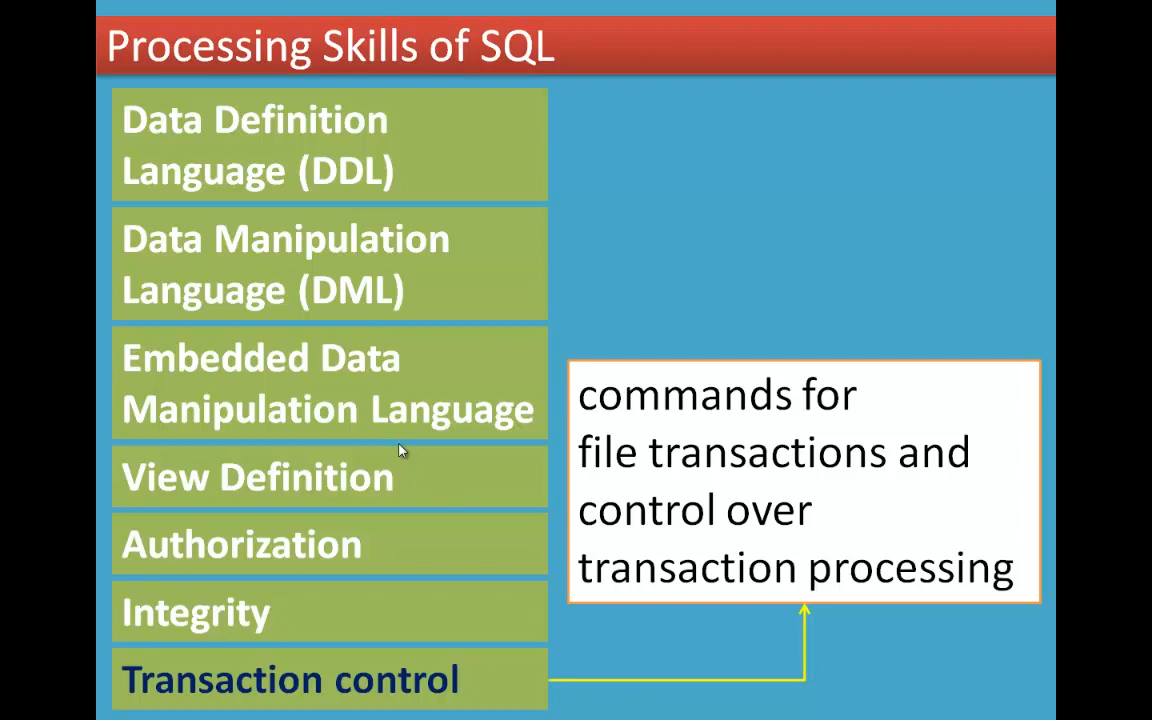 Processing Skills of SQL
Data Definition
Language (DDL)
Data Manipulation
Language (DML)
Embedded Data
Manipulation Language
View Definition
Authorization
Integrity
Transaction control
commands for
file transactions and
control over
transaction processing